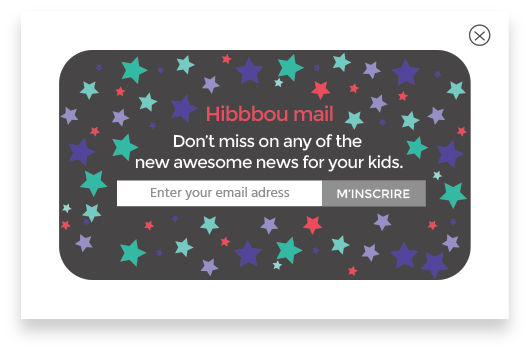 Hibbbou mail
Don't miss on any of the
new awesome news for your kids.
Enter your email adress
M'INSCRIRE